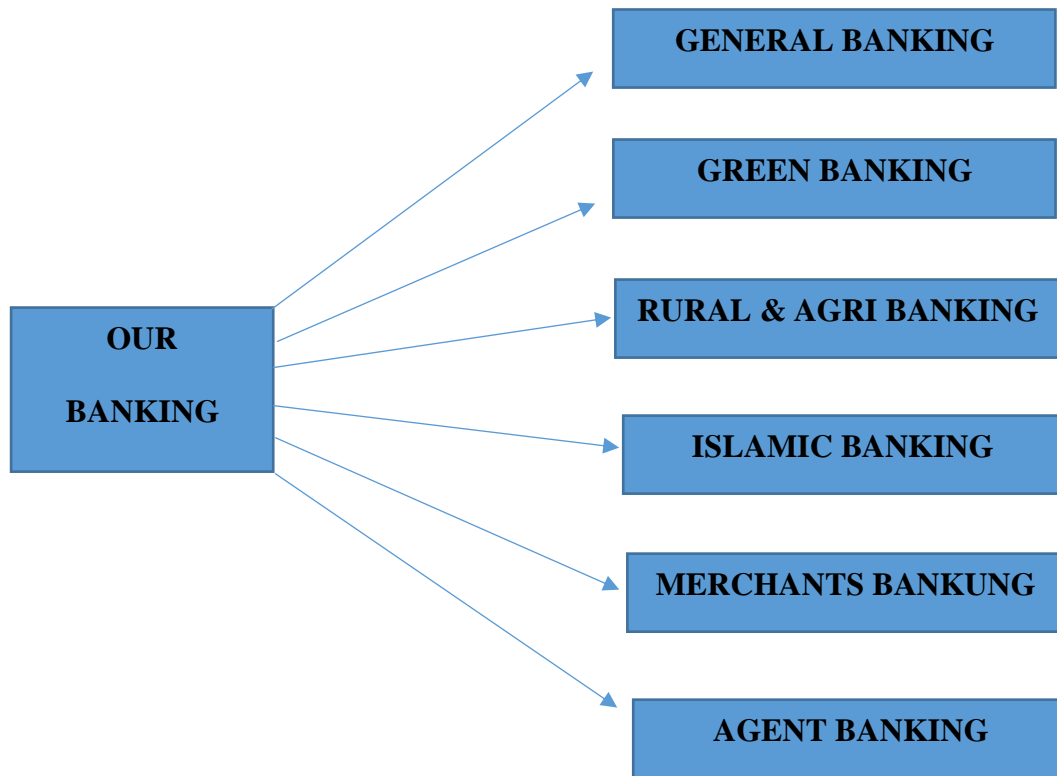 GENERAL BANKING
GREEN BANKING
RURAL & AGRI BANKING
OUR
BANKING
ISLAMIC BANKING
MERCHANTS BANKUNG
AGENT BANKING